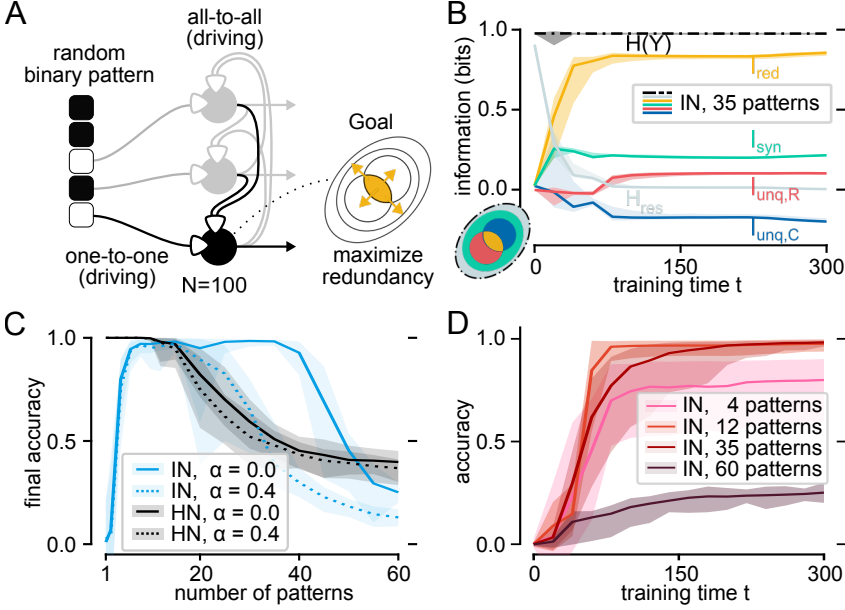 A
all-to-all
(driving)
random
binary pattern
Goal
one-to-one
(driving)
N=100
maximize
redundancy
B
information (bits)
1.0
0.5
0.0
H(Y)
I_red
IN, 35 patterns
I_syn
I_unq,R
H_res
I_unq,C
0
150
300
training time t
C
final accuracy
1.0
0.5
0.0
IN, α = 0.0
IN, α = 0.4
HN, α = 0.0
HN, α = 0.4
1
20
40
60
number of patterns
D
accuracy
1.0
0.5
0.0
IN, 4 patterns
IN, 12 patterns
IN, 35 patterns
IN, 60 patterns
0
150
300
training time t